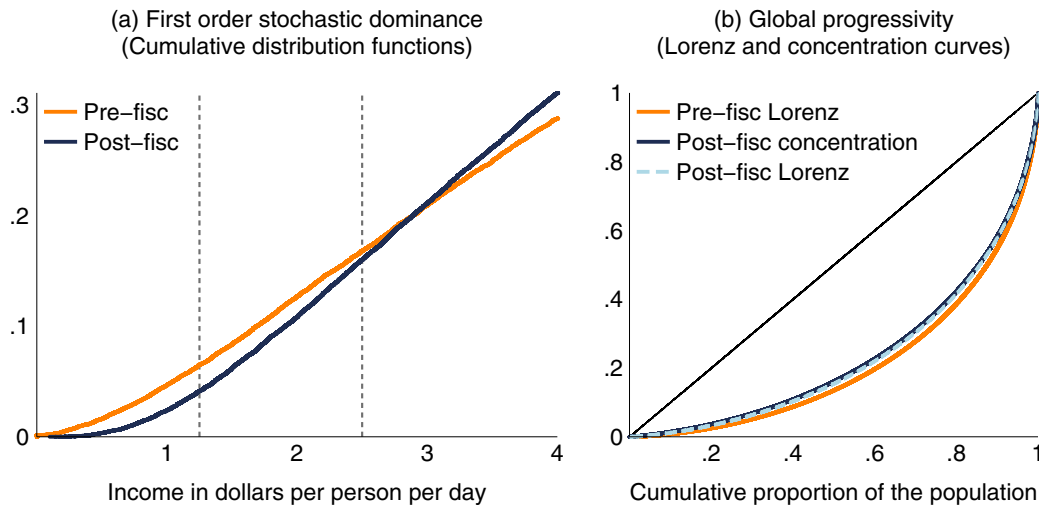 (a) First order stochastic dominance
(Cumulative distribution functions)
.3
.2
.1
0
Pre−fisc
Post−fisc
1
2
3
4
Income in dollars per person per day
(b) Global progressivity
(Lorenz and concentration curves)
1
.8
.6
.4
.2
0
Pre−fisc Lorenz
Post−fisc concentration
Post−fisc Lorenz
.2
.4
.6
.8
1
Cumulative proportion of the population